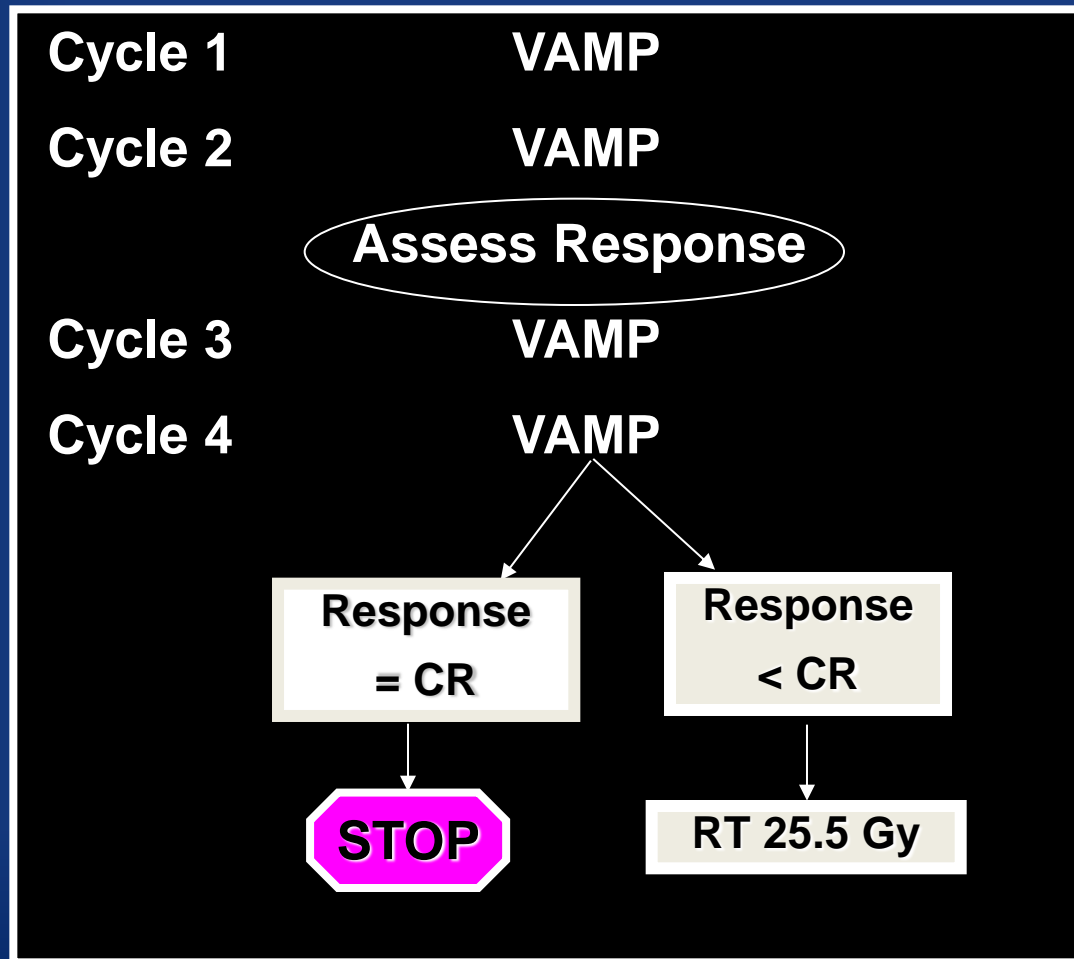 Cycle 1 VAMP
Cycle 2 VAMP
Assess Response
Cycle 3 VAMP
Cycle 4 VAMP
Response
= CR
Response
< CR
STOP
RT 25.5 Gy